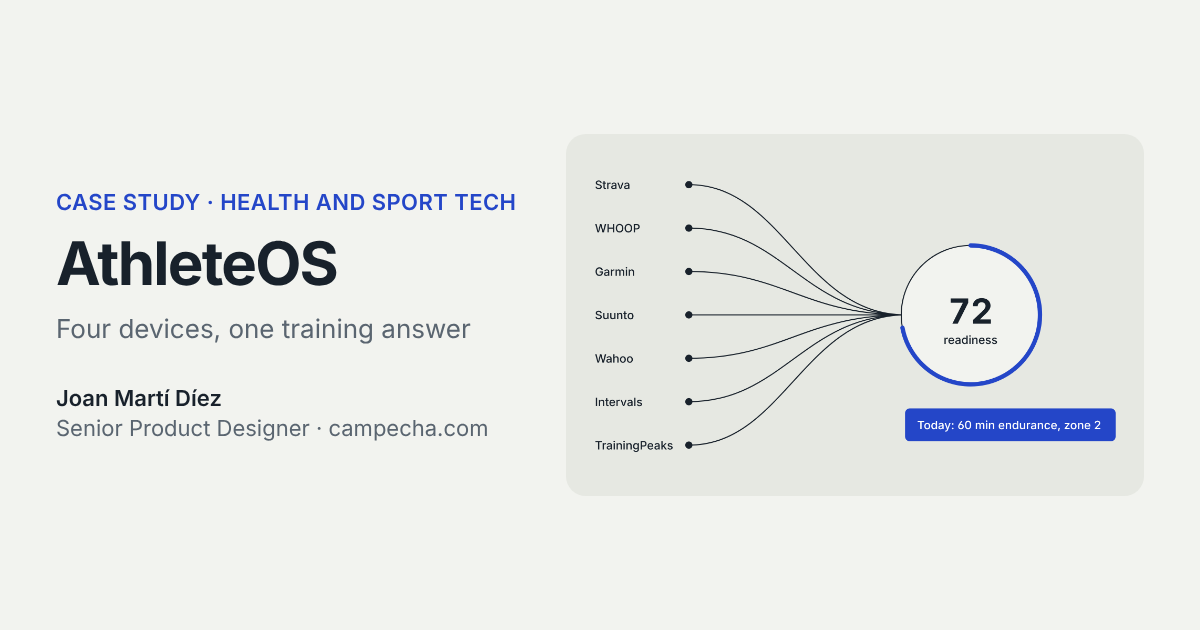 CASE STUDY · HEALTH AND SPORT TECH
AthleteOS
Four devices, one training answer
Joan Martí Díez
Senior Product Designer · campecha.com
Strava
WHOOP
Garmin
Suunto
Wahoo
Intervals
TrainingPeaks
72
readiness
Today: 60 min endurance, zone 2